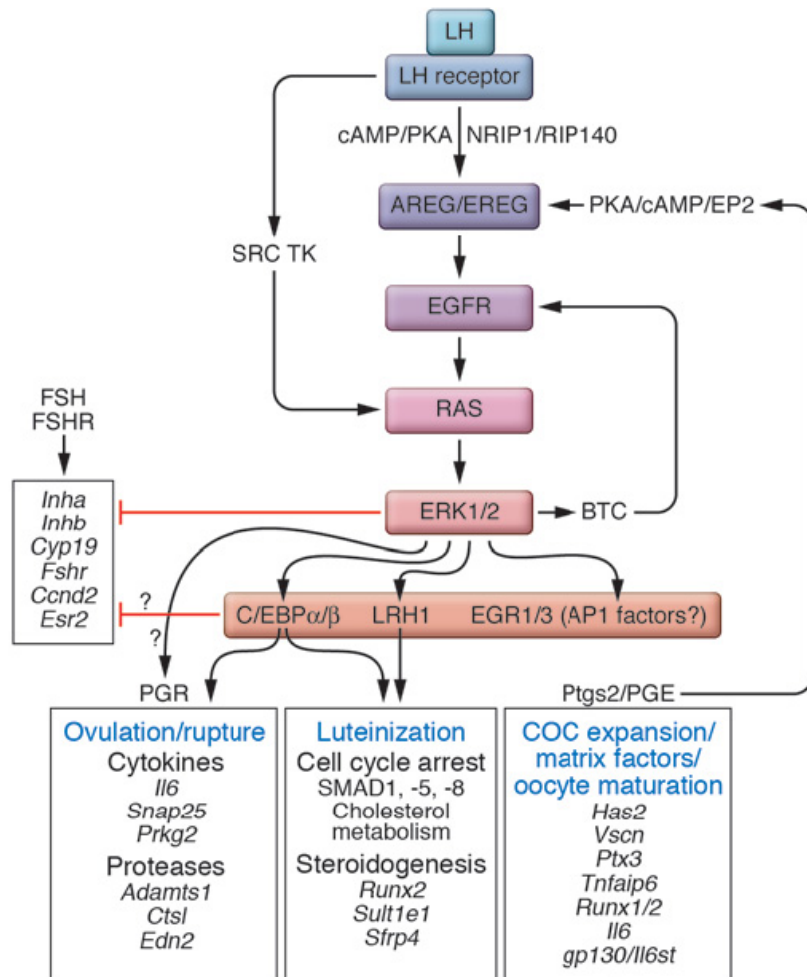 LH
LH receptor
cAMP/PKA NRIP1/RIP140
AREG/EREG
PKA/cAMP/EP2
SRC TK
EGFR
RAS
FSH
FSHR
Inha
Inhb
Cyp19
Fshr
Ccnd2
Esr2
ERK1/2
BTC
?
C/EBPα/β LRH1 EGR1/3 (AP1 factors?)
?
PGR
Ptgs2/PGE
Ovulation/rupture
Cytokines
Il6
Snap25
Prkg2
Proteases
Adamts1
Ctsl
Edn2
Luteinization
Cell cycle arrest
SMAD1, -5, -8
Cholesterol
metabolism
Steroidogenesis
Runx2
Sult1e1
Sfrp4
COC expansion/
matrix factors/
oocyte maturation
Has2
Vscn
Ptx3
Tnfaip6
Runx1/2
Il6
gp130/Il6st